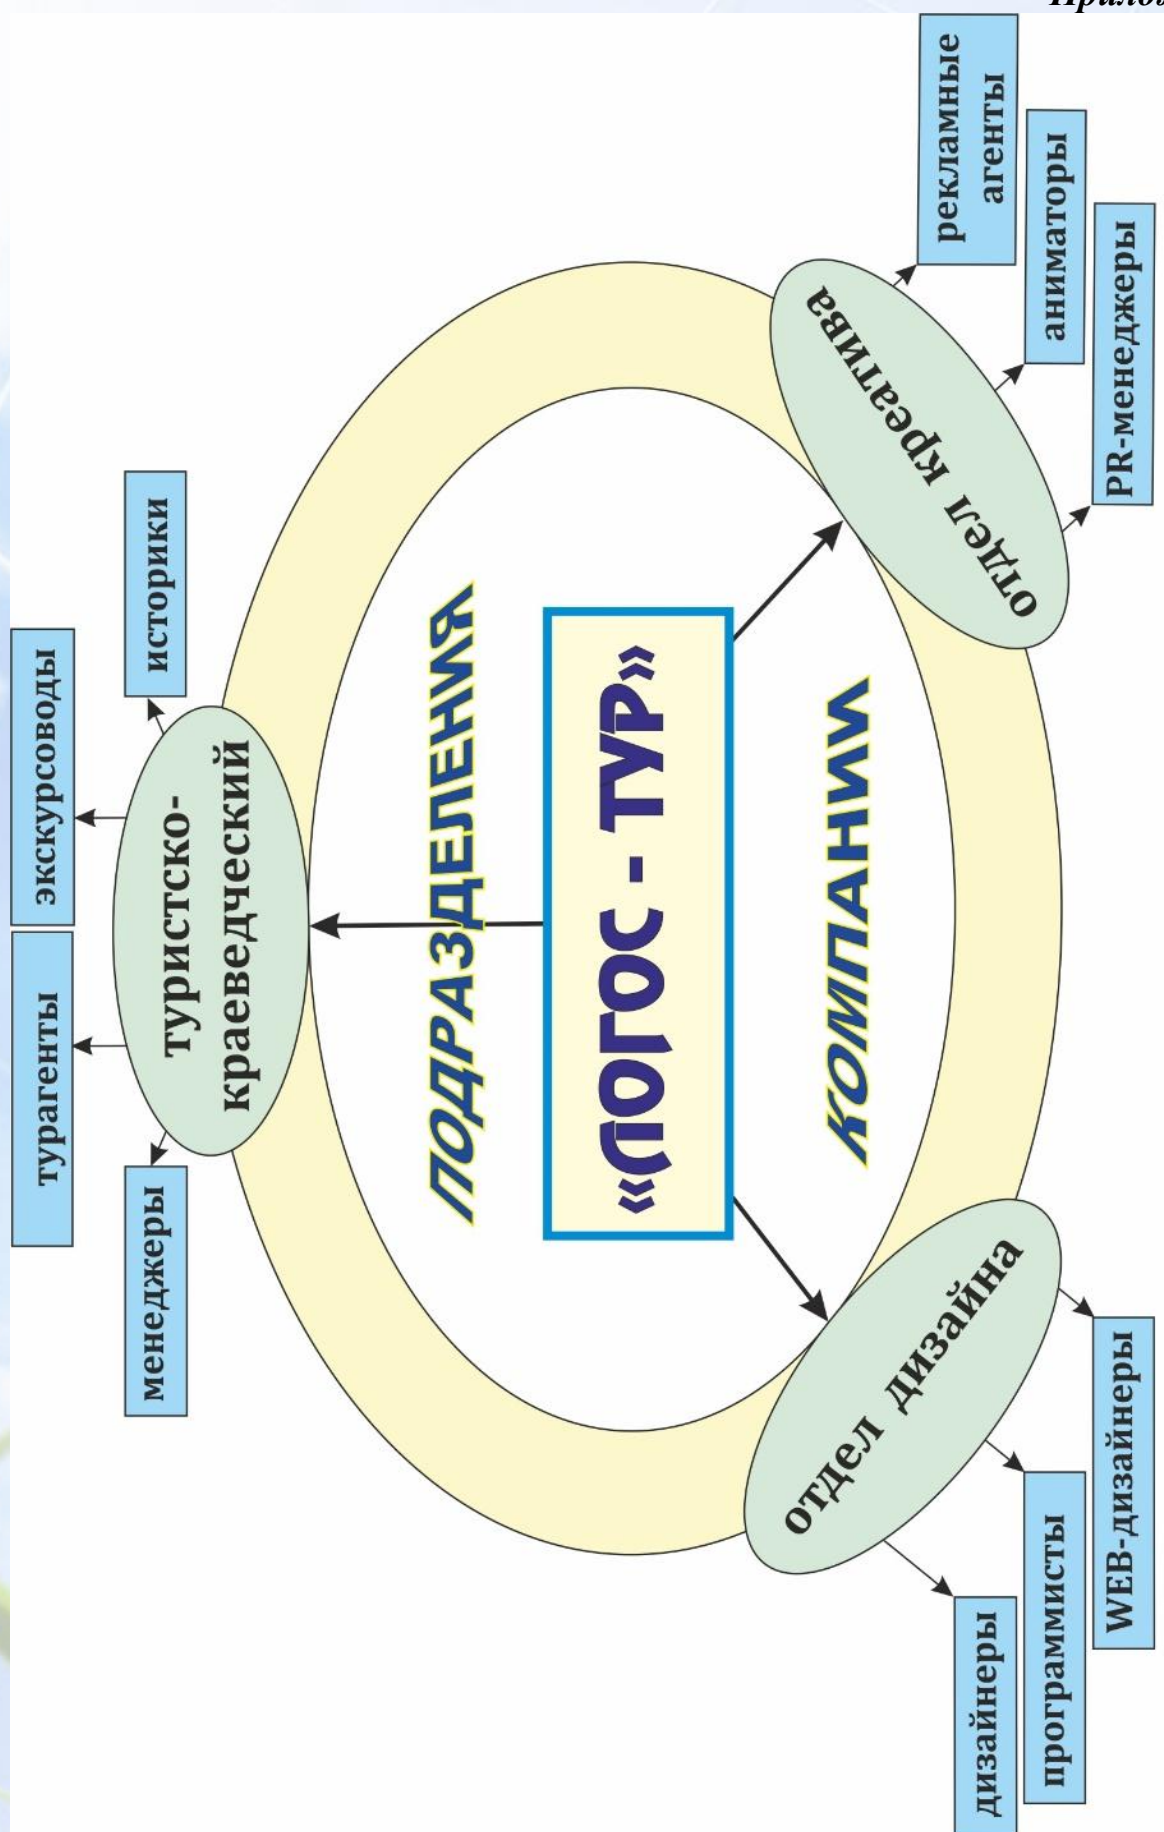 турагенты
экскурсоводы
менеджеры
историки
туристско-
краеведческий
ПОДРАЗДЕЛЕНИЯ
«ЛОГОС - ТУР»
КОМПАНИИ
отдел дизайна
отдел креатива
дизайнеры
программисты
WEB-дизайнеры
рекламные
агенты
аниматоры
PR-менеджеры